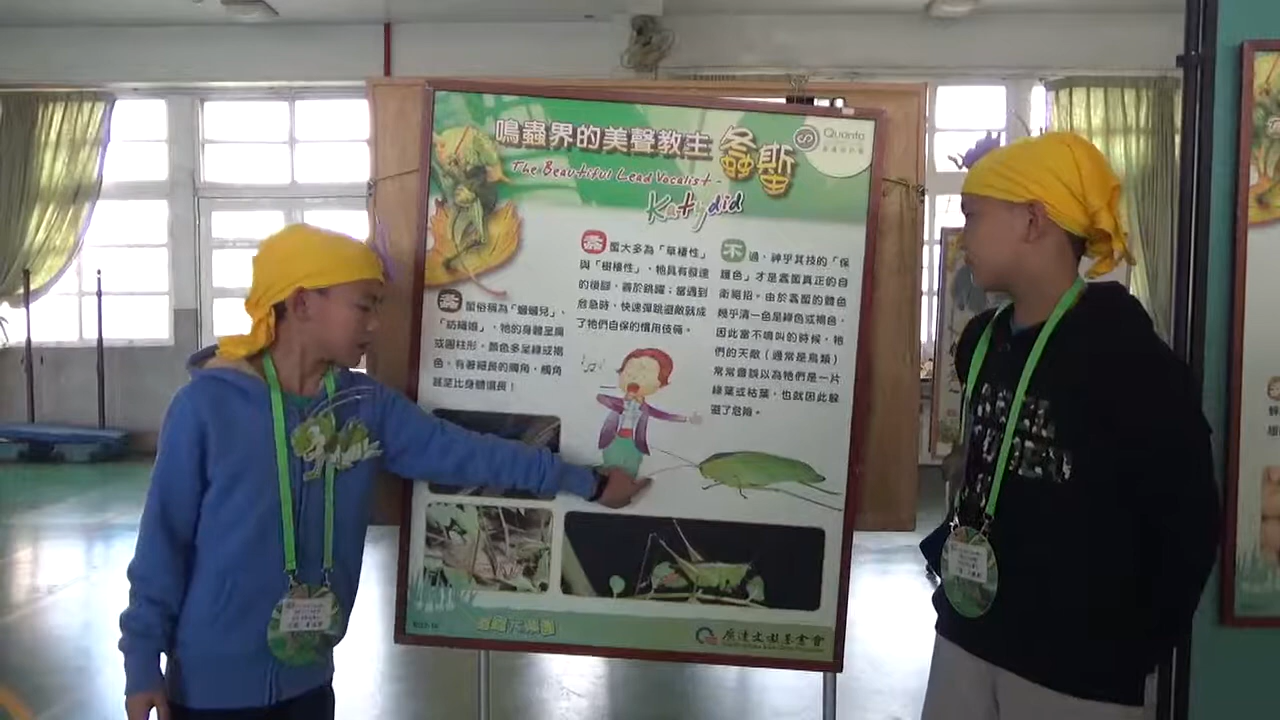 鳴蟲界的美聲教主 螽蟴
Quanta
The Beautiful Lead Vocalist -
Katydid
螽蟴俗稱為「蟈蟈兒」、
「紡織娘」，牠的身體呈扁
或圓柱形，顏色多呈綠或褐
色，有著細長的觸角，觸角
甚至比身體還長！
螽蟴大多為「草棲性」
與「樹棲性」，牠具有發達
的後腳，善於跳躍；當遇到
危急時，快速彈跳避敵就成
了牠們自保的慣用伎倆。
不過，神乎其技的「保
護色」才是螽蟴真正的自
衛絕招。由於螽蟴的體色
幾乎清一色是綠色或褐色，
因此當不鳴叫的時候，牠
們的天敵（通常是鳥類）
常常會誤以為牠們是一片
綠葉或枯葉，也就因此躲
避了危險。
廣達文教基金會